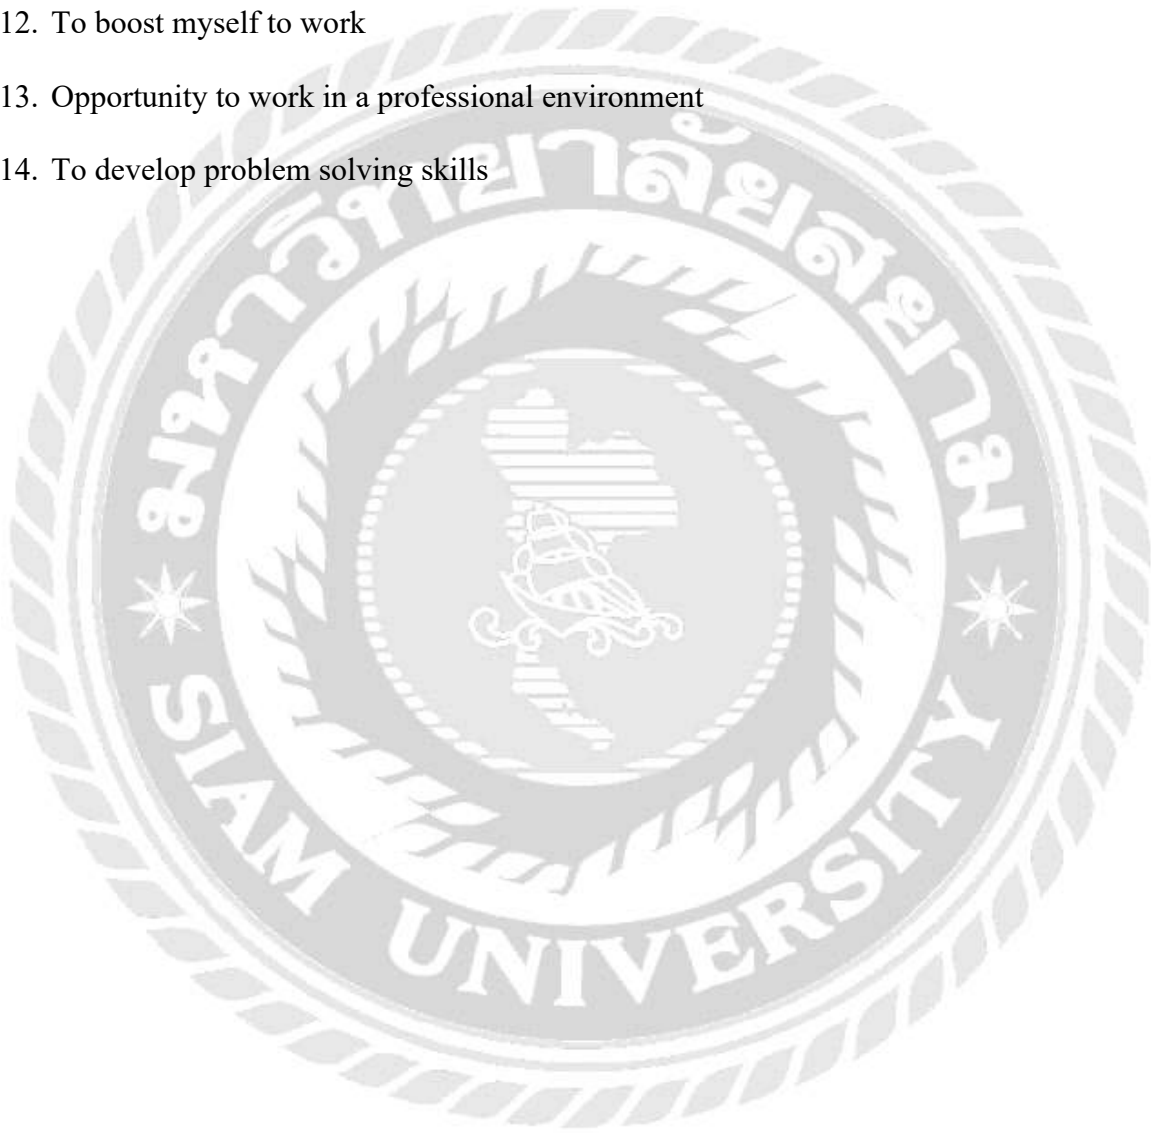 12. To boost myself to work
13. Opportunity to work in a professional environment
14. To develop problem solving skills
มหาวิทยาลัยสยาม
SIAM UNIVERSITY